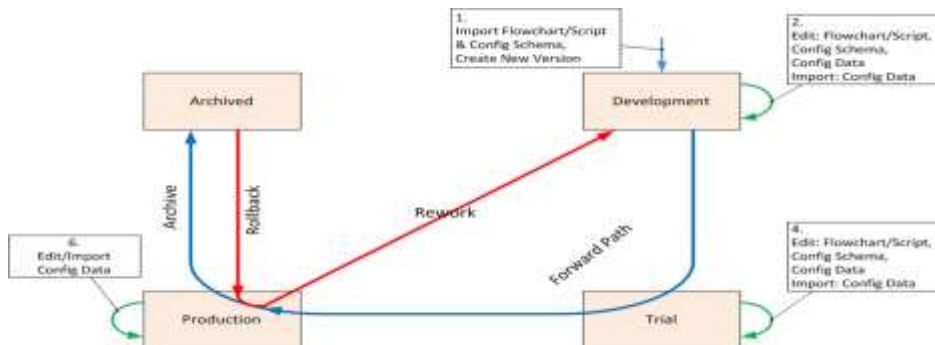 1.
Import Flowchart/Script
& Config Schema,
Create New Version
2.
Edit: Flowchart/Script,
Config Schema,
Config Data
Import: Config Data
Archived
Development
Archive
Rollback
Rework
Forward Path
6.
Edit/Import
Config Data
4.
Edit: Flowchart/Script,
Config Schema,
Config Data
Import: Config Data
Production
Trial